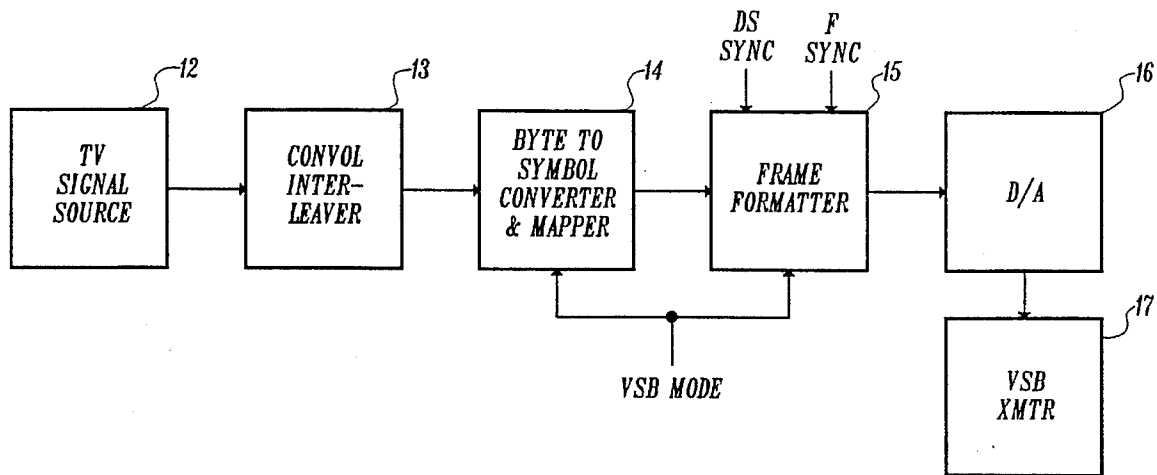 12
TV
SIGNAL
SOURCE
13
CONVOL
INTER-
LEAVER
14
BYTE TO
SYMBOL
CONVERTER
& MAPPER
DS
SYNC
F
SYNC
15
FRAME
FORMATTER
16
D/A
VSB MODE
17
VSB
XMTR